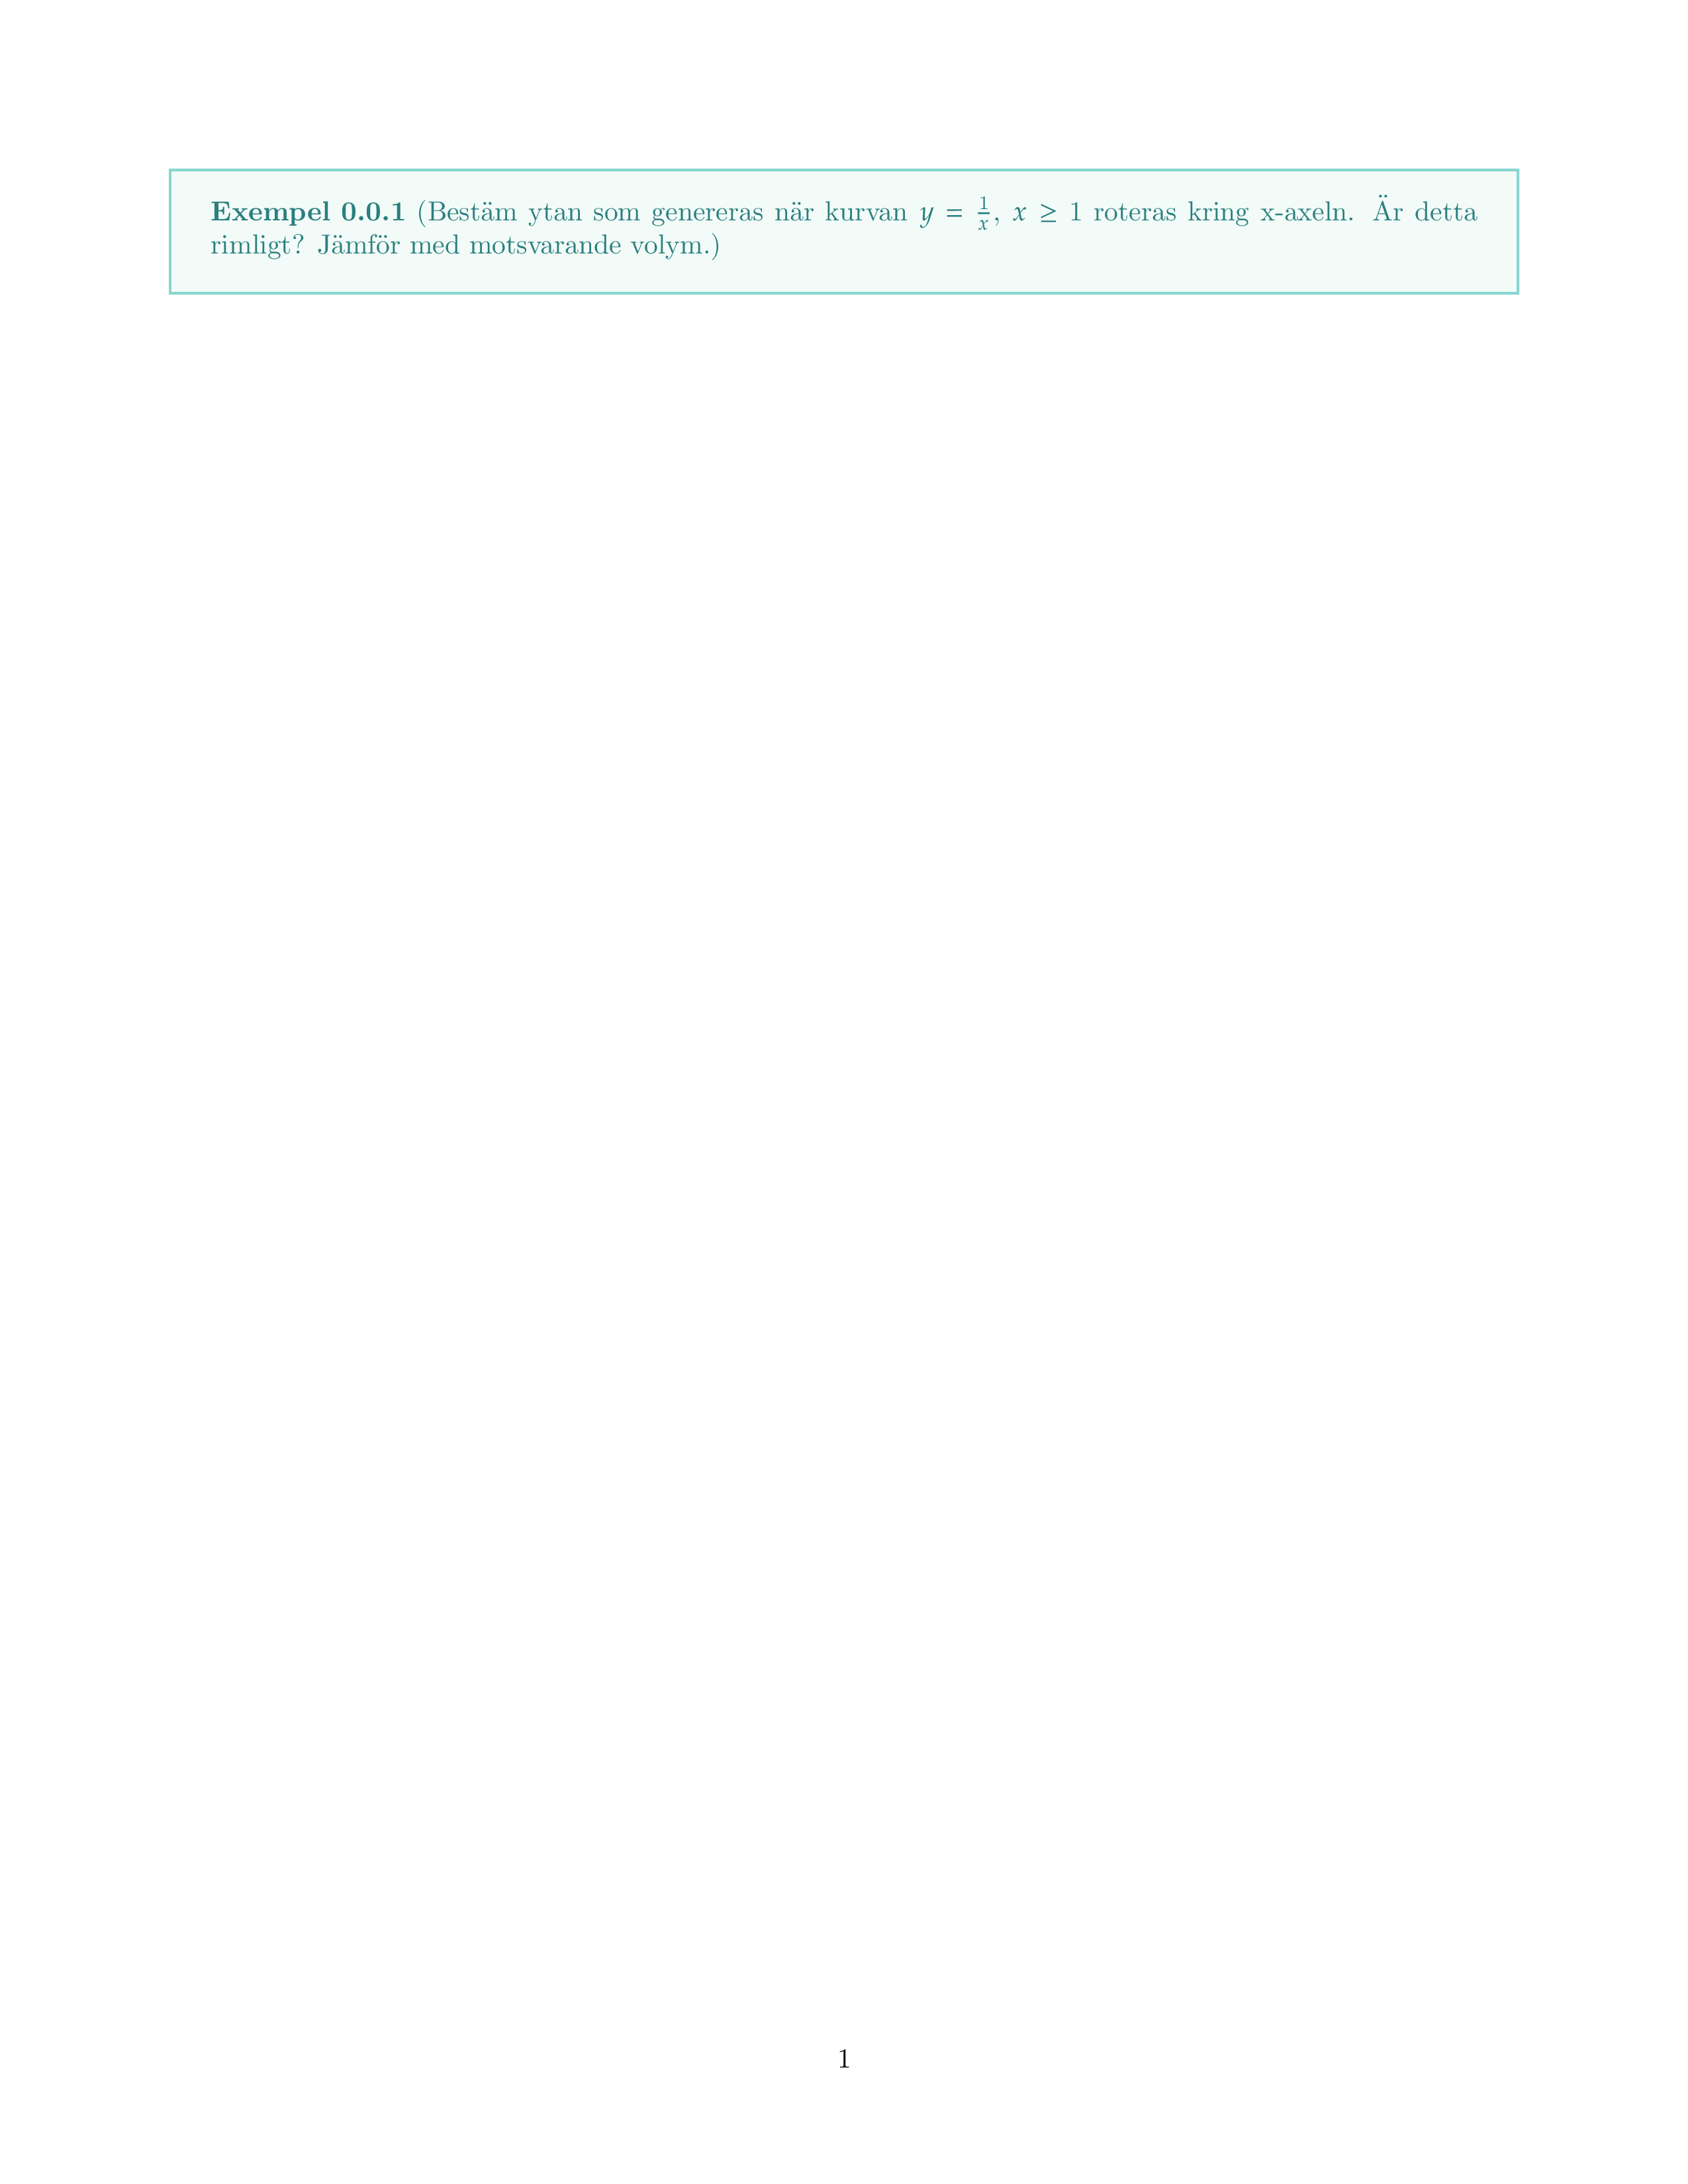 Exempel 0.0.1 (Bestäm ytan som genereras när kurvan $y = \frac{1}{x}$, $x \geq 1$ roteras kring x-axeln. Är detta
rimligt? Jämför med motsvarande volym.)
1